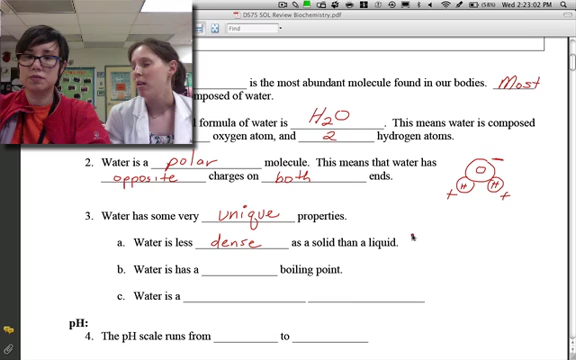 DS75 SOL Review Biochemistry.pdf
(58%) Wed 2:23:02 PM
Find
is the most abundant molecule found in our bodies. Most
mposed of water.
formula of water is H2O . This means water is composed
oxygen atom, and 2 hydrogen atoms.
2. Water is a polar molecule. This means that water has
opposite charges on both ends.
− O H H + +
3. Water has some very unique properties.
a. Water is less dense as a solid than a liquid.
b. Water has a boiling point.
c. Water is a
pH:
4. The pH scale runs from to